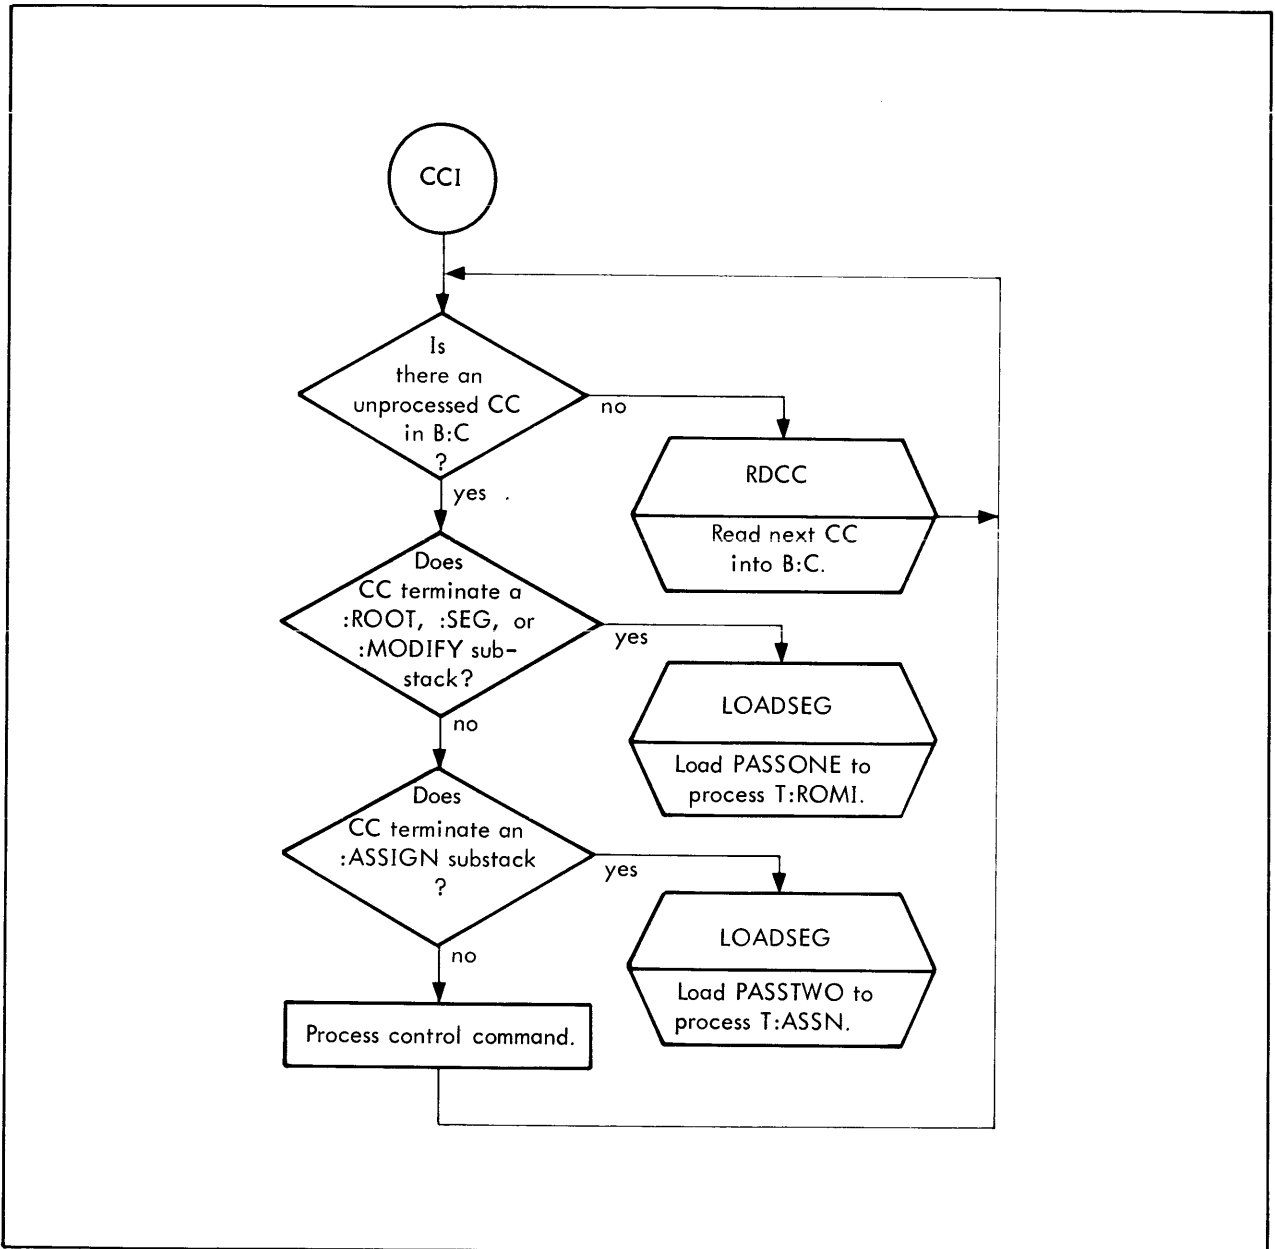 CCI
Is
there an
unprocessed CC
in B:C
?
no
yes
RDCC
Read next CC
into B:C.
Does
CC terminate a
:ROOT, :SEG, or
:MODIFY sub-
stack?
yes
no
LOADSEG
Load PASSONE to
process T:ROMI.
Does
CC terminate an
:ASSIGN substack
?
yes
no
LOADSEG
Load PASSTWO to
process T:ASSN.
Process control command.